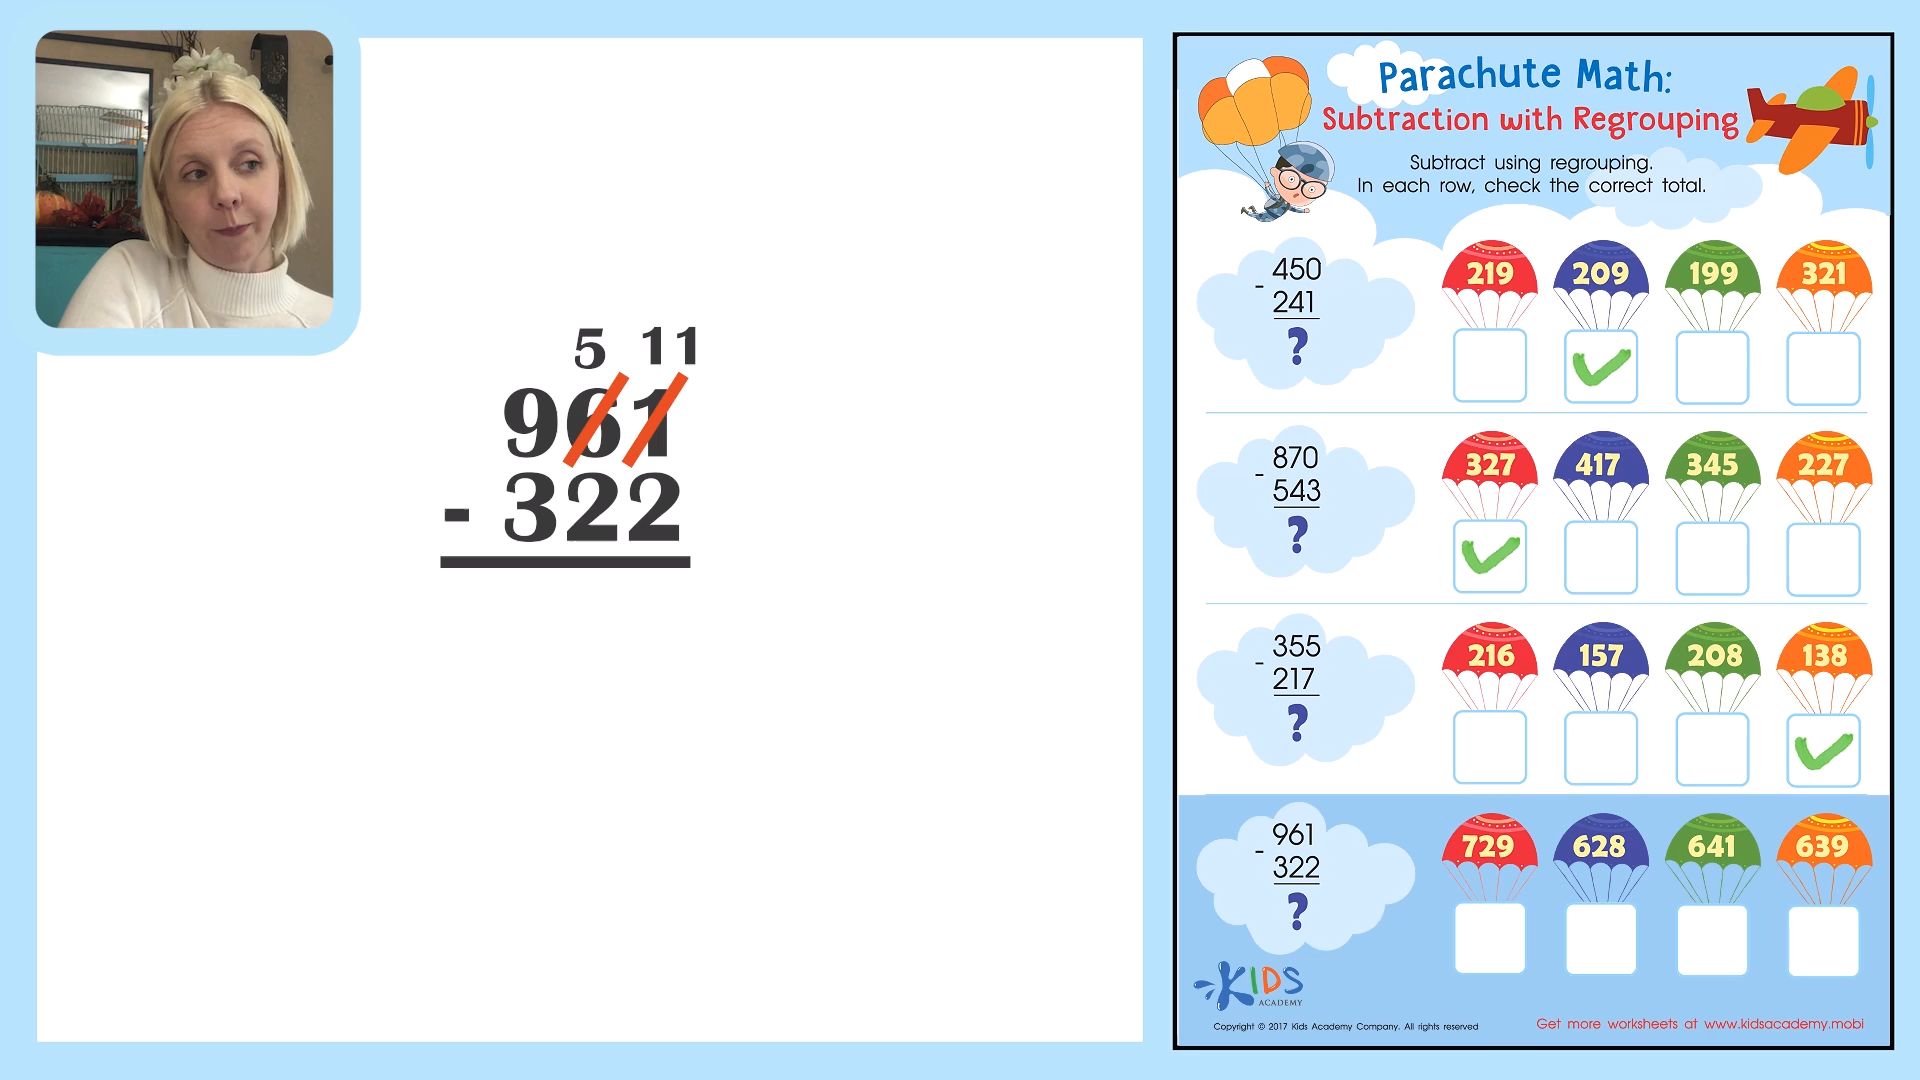 5 11
961
- 322
Parachute Math:
Subtraction with Regrouping
Subtract using regrouping.
In each row, check the correct total.
- 450
241
?
219 209 199 321
- 870
543
?
327 417 345 227
- 355
217
?
216 157 208 138
- 961
322
?
729 628 641 639
KIDS
ACADEMY
Copyright © 2017 Kids Academy Company. All rights reserved
Get more worksheets at www.kidsacademy.mobi